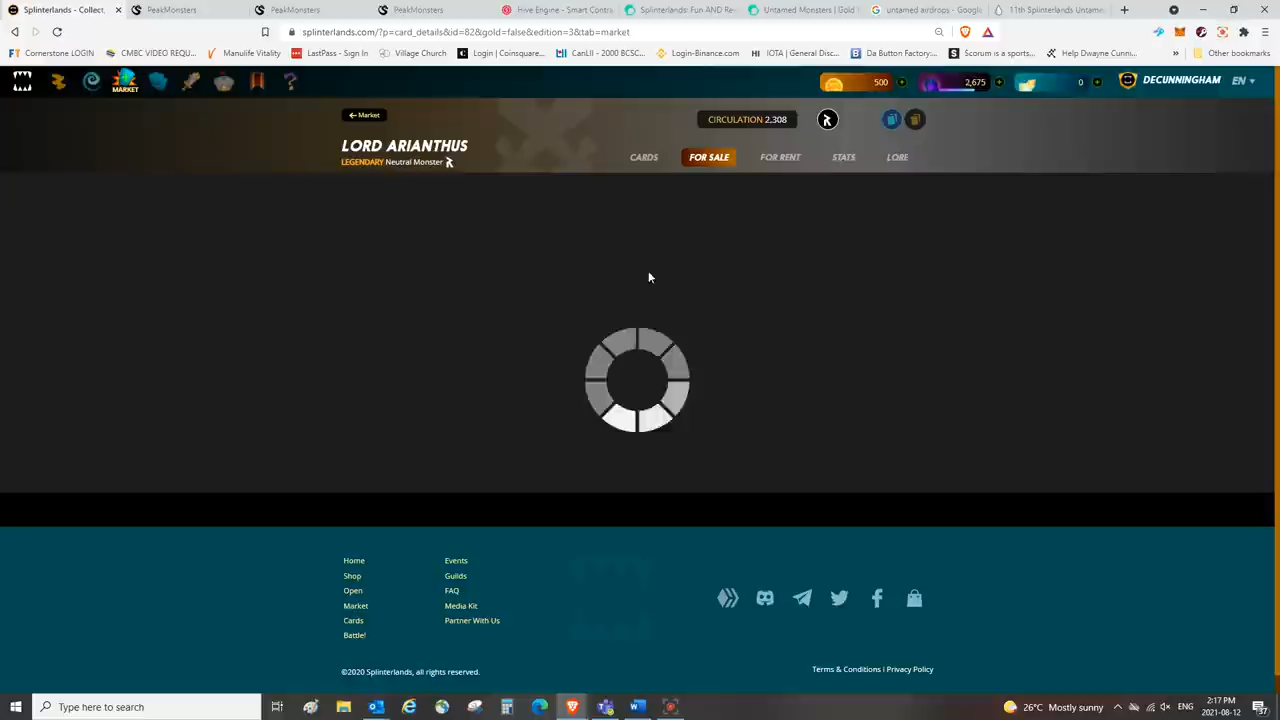 Splinterlands - Collect,
PeakMonsters
PeakMonsters
PeakMonsters
Hive Engine - Smart Contra
Splinterlands: Fun AND Re
Untamed Monsters | Gold
untamed airdrops - Google
11th Splinterlands Untame
splinterlands.com/?p=card_details&id=82&gold=false&edition=3&tab=market
Cornerstone LOGIN
CMBC VIDEO REQU...
Manulife Vitality
LastPass - Sign In
Village Church
Login | Coinsquare...
CanLII - 2000 BCSC...
Login-Binance.com
IOTA | General Disc...
Da Button Factory:...
Scorum is a sports...
Help Dwayne Cunni...
»
Other bookmarks
MARKET
500
2,675
0
DECUNNINGHAM
EN
Market
CIRCULATION 2,308
LORD ARIANTHUS
LEGENDARY Neutral Monster
CARDS
FOR SALE
FOR RENT
STATS
LORE
Home
Events
Shop
Guilds
Open
FAQ
Market
Media Kit
Cards
Partner With Us
Battle!
©2020 Splinterlands, all rights reserved.
Terms & Conditions | Privacy Policy
Type here to search
26°C Mostly sunny
ENG
2:17 PM
2021-08-12